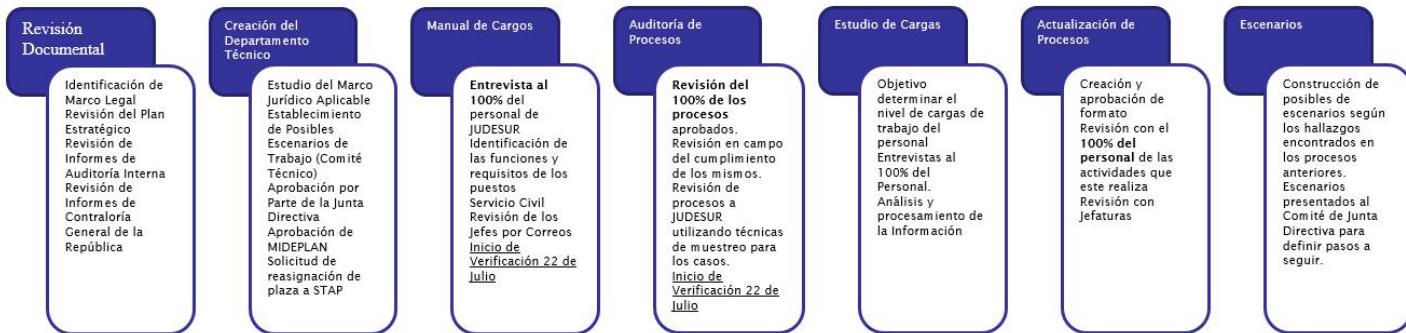 Revisión
Documental
Identificación de
Marco Legal
Revisión del Plan
Estratégico
Revisión de
Informes de
Auditoría Interna
Revisión de
Informes de
Contraloría
General de la
República
Creación del
Departamento
Técnico
Estudio del Marco
Jurídico Aplicable
Establecimiento
de Posibles
Escenarios de
Trabajo (Comité
Técnico)
Aprobación por
Parte de la Junta
Directiva
Aprobación de
MIDEPLAN
Solicitud de
reasignación de
plaza a STAP
Manual de Cargos
Entrevista al
100% del
personal de
JUDESUR
Identificación de
las funciones y
requisitos de los
puestos
Servicio Civil
Revisión de los
Jefes por Correos
Inicio de
Verificación 22 de
Julio
Auditoría de
Procesos
Revisión del
100% de los
procesos
aprobados.
Revisión en campo
del cumplimiento
de los mismos.
Revisión de
procesos a
JUDESUR
utilizando técnicas
de muestreo para
los casos.
Inicio de
Verificación 22 de
Julio
Estudio de Cargas
Objetivo
determinar el
nivel de cargas de
trabajo del
personal
Entrevistas al
100% del
Personal.
Análisis y
procesamiento de
la Información
Actualización de
Procesos
Creación y
aprobación de
formato
Revisión con el
100% del
personal de las
actividades que
este realiza
Revisión con
Jefaturas
Escenarios
Construcción de
posibles de
escenarios según
los hallazgos
encontrados en
los procesos
anteriores.
Escenarios
presentados al
Comité de Junta
Directiva para
definir pasos a
seguir.